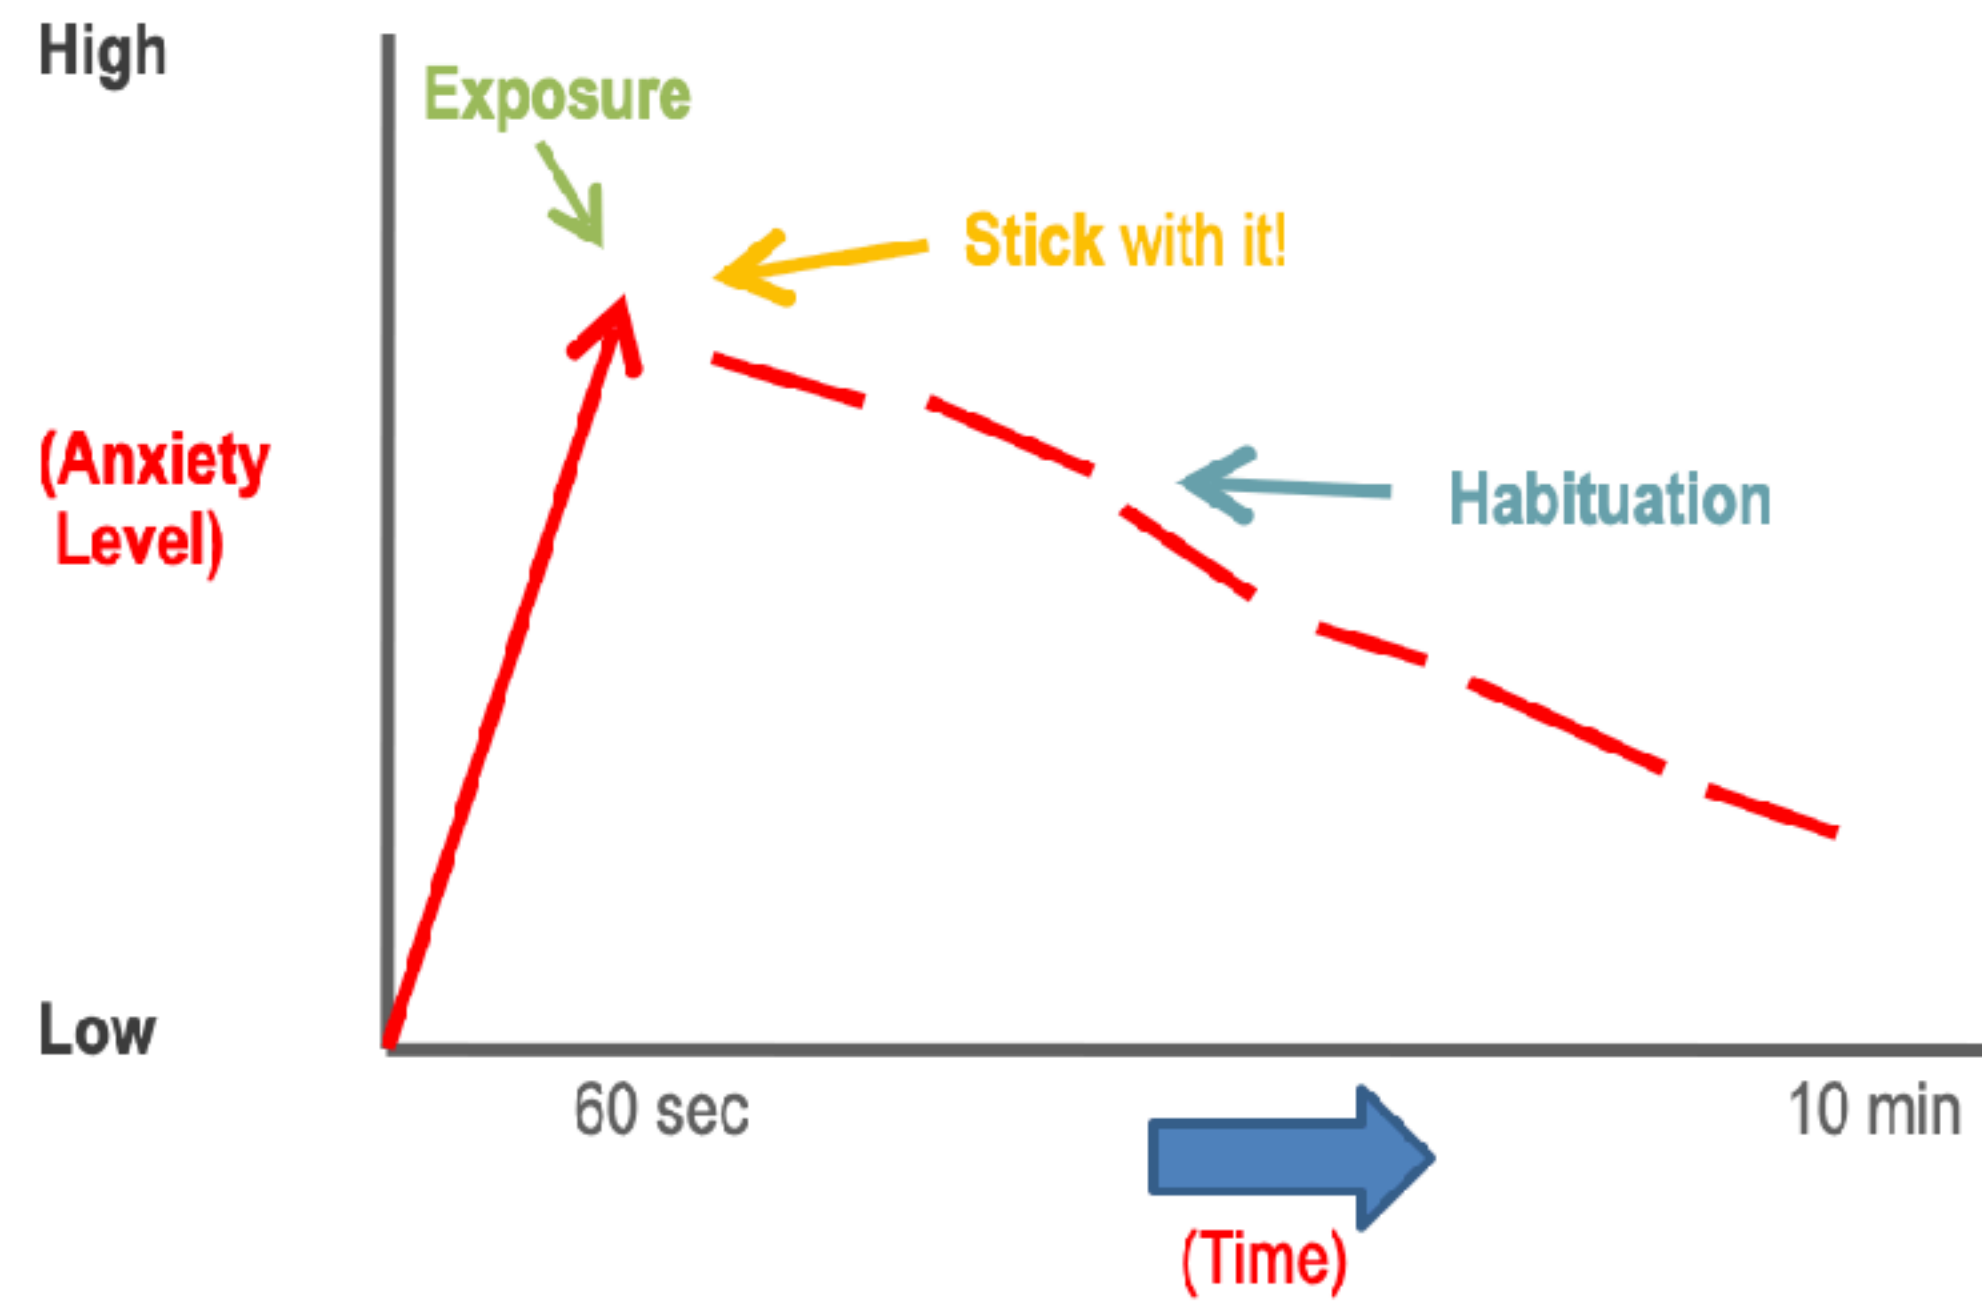 High
Exposure
Stick with it!
(Anxiety
Level)
Habituation
Low
60 sec
10 min
(Time)